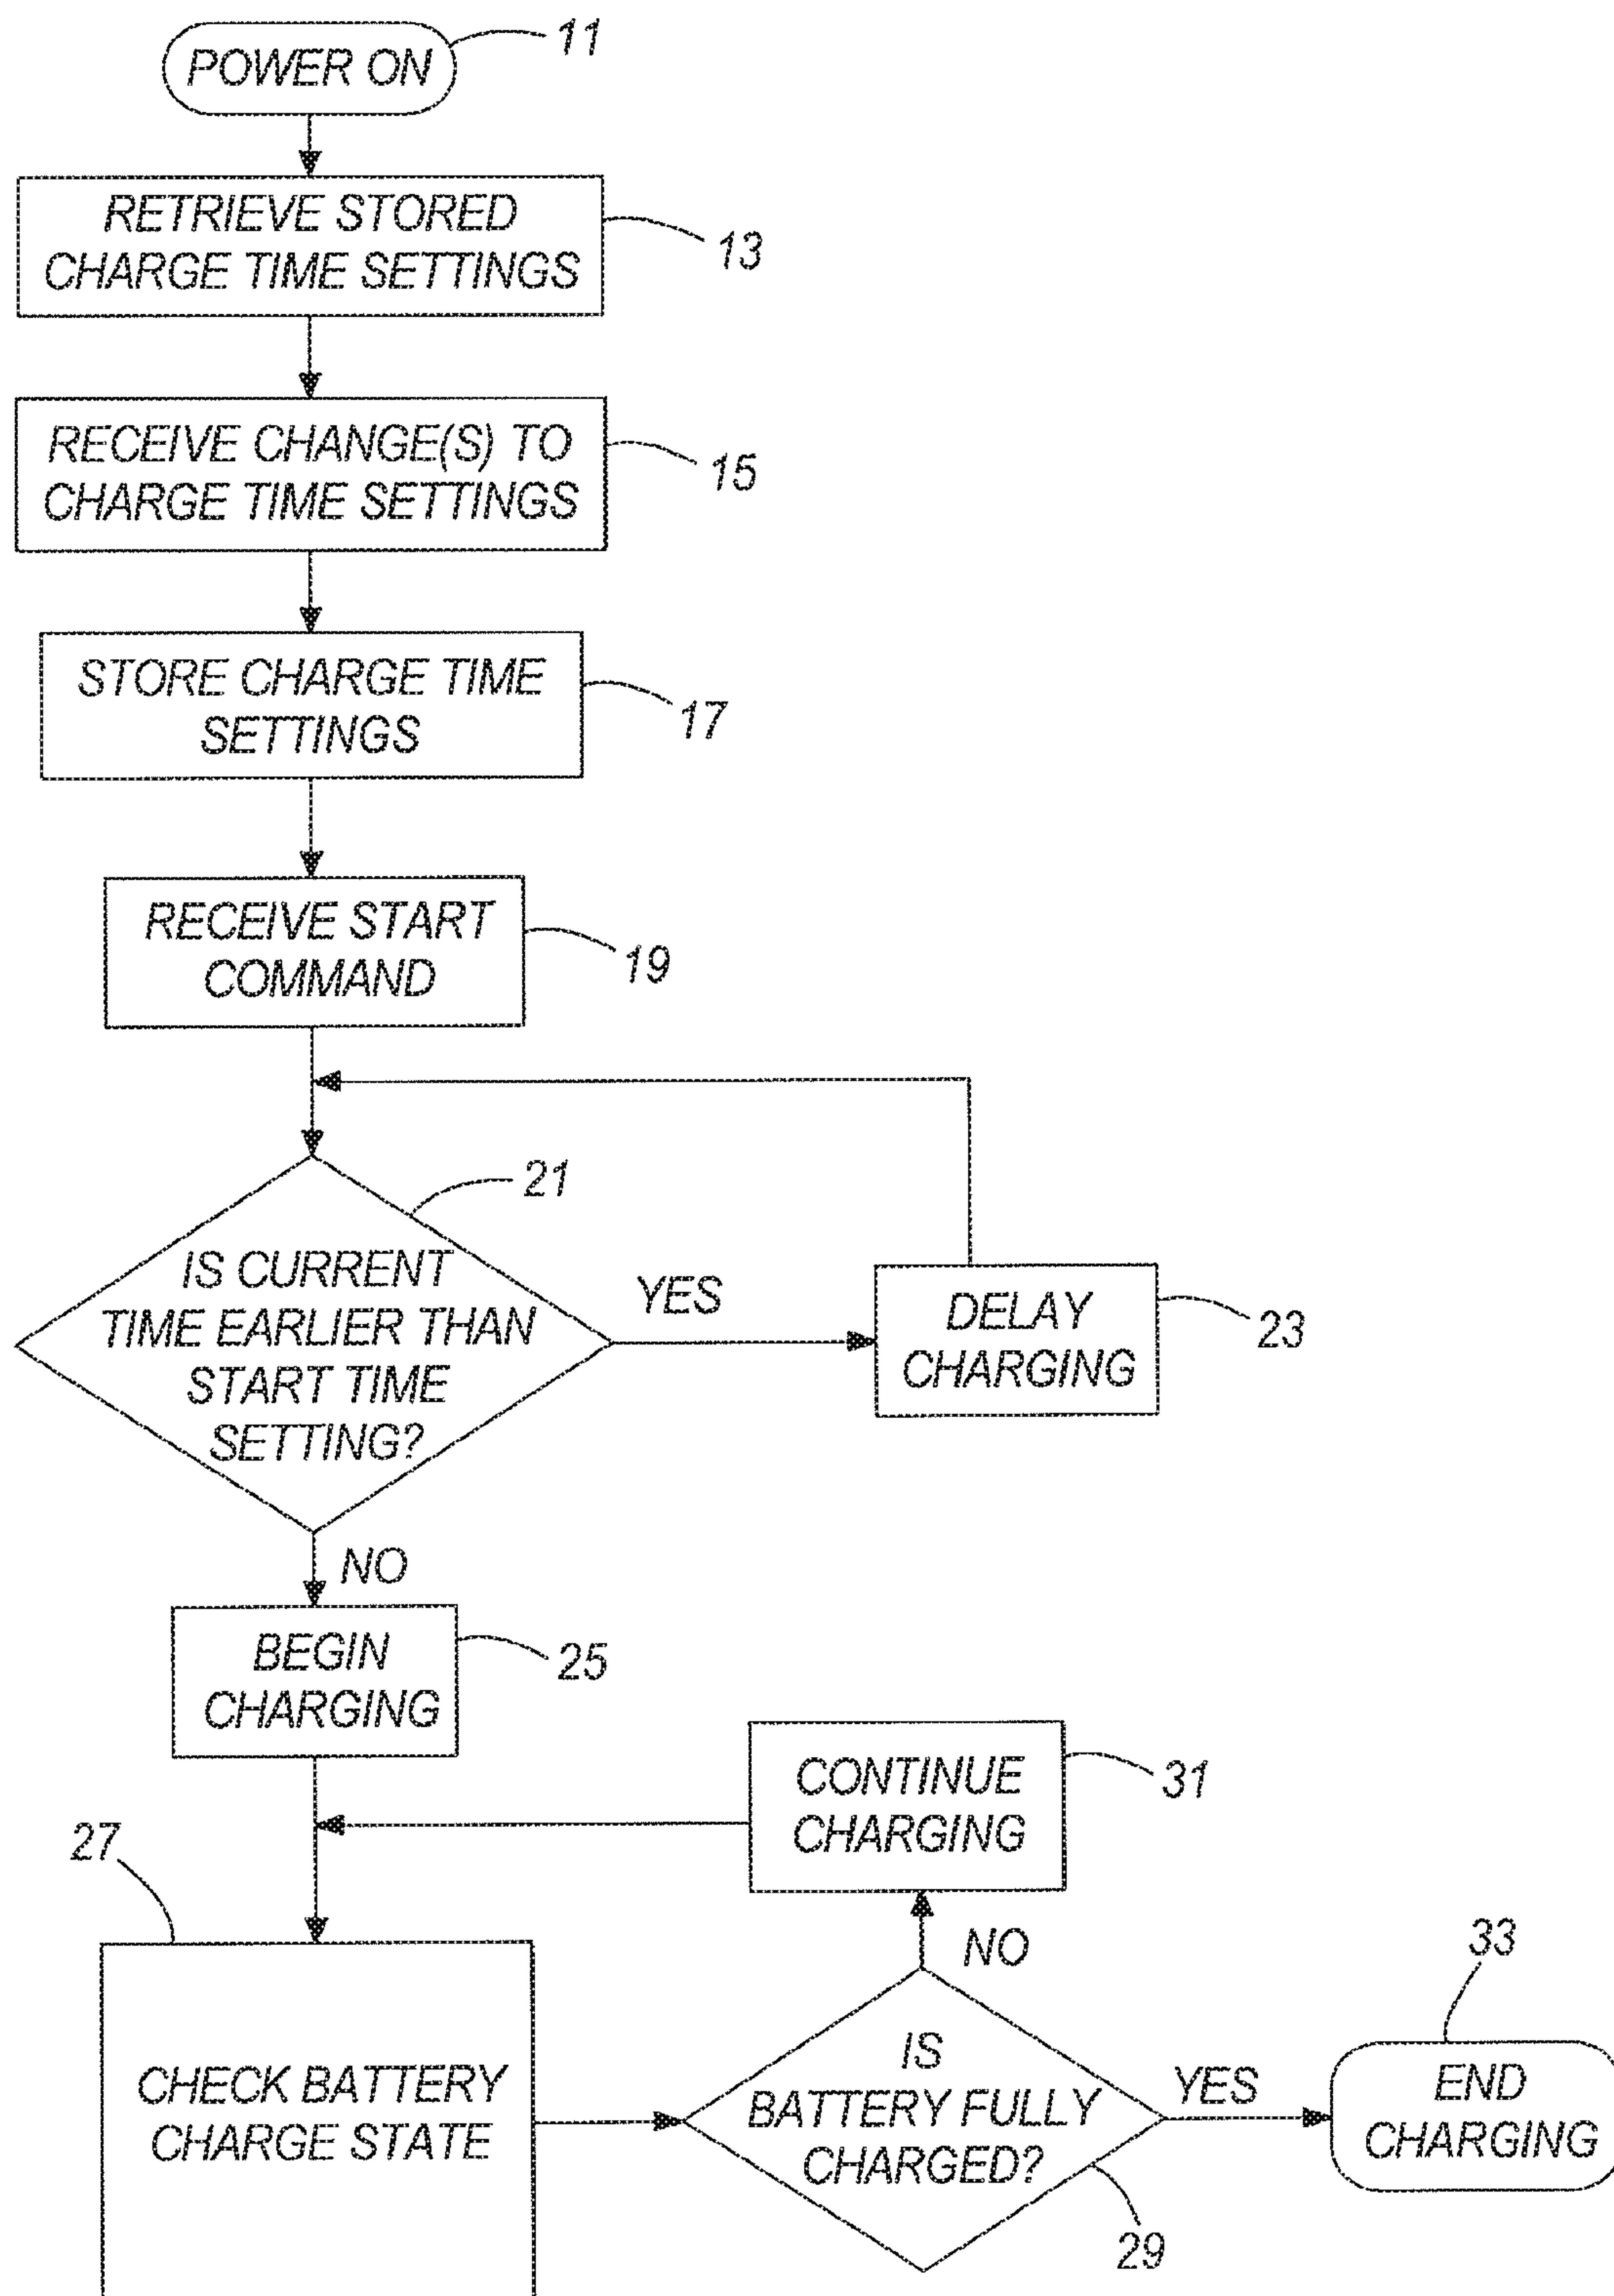 POWER ON
11
RETRIEVE STORED
CHARGE TIME SETTINGS
13
RECEIVE CHANGE(S) TO
CHARGE TIME SETTINGS
15
STORE CHARGE TIME
SETTINGS
17
RECEIVE START
COMMAND
19
21
IS CURRENT
TIME EARLIER THAN
START TIME
SETTING?
YES
DELAY
CHARGING
23
NO
BEGIN
CHARGING
25
CONTINUE
CHARGING
31
27
CHECK BATTERY
CHARGE STATE
NO
IS
BATTERY FULLY
CHARGED?
29
YES
33
END
CHARGING